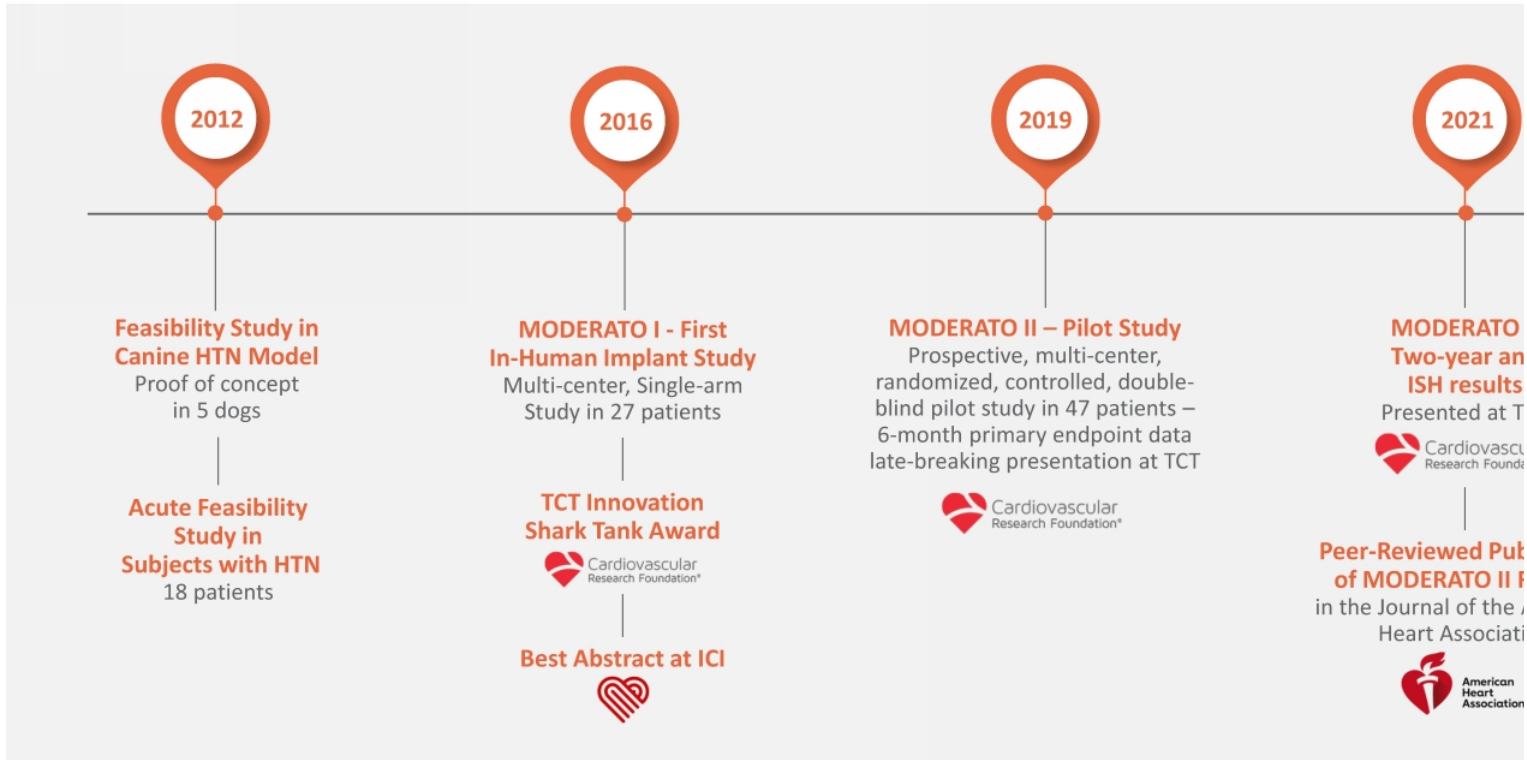 2012
Feasibility Study in
Canine HTN Model
Proof of concept
in 5 dogs
Acute Feasibility
Study in
Subjects with HTN
18 patients
2016
MODERATO I - First
In-Human Implant Study
Multi-center, Single-arm
Study in 27 patients
TCT Innovation
Shark Tank Award
Cardiovascular
Research Foundation®
Best Abstract at ICI
2019
MODERATO II – Pilot Study
Prospective, multi-center,
randomized, controlled, double-
blind pilot study in 47 patients –
6-month primary endpoint data
late-breaking presentation at TCT
Cardiovascular
Research Foundation®
2021
MODERATO
Two-year
ISH results
Presented at
Research
Peer-Reviewed
of MODERATO II
in the Journal of the
Heart
American
Heart
Association